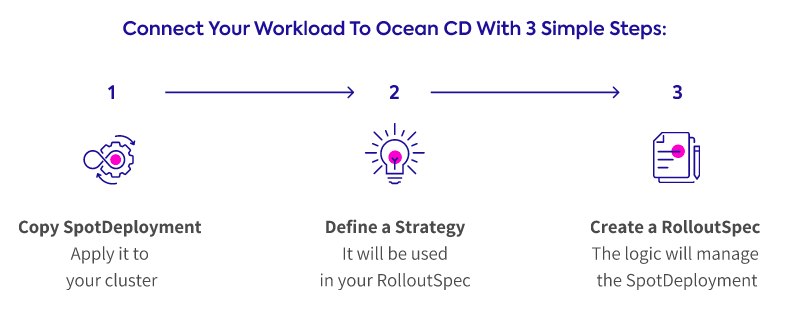 Connect Your Workload To Ocean CD With 3 Simple Steps:
1
2
3
Copy SpotDeployment
Apply it to
your cluster
Define a Strategy
It will be used
in your RolloutSpec
Create a RolloutSpec
The logic will manage
the SpotDeployment